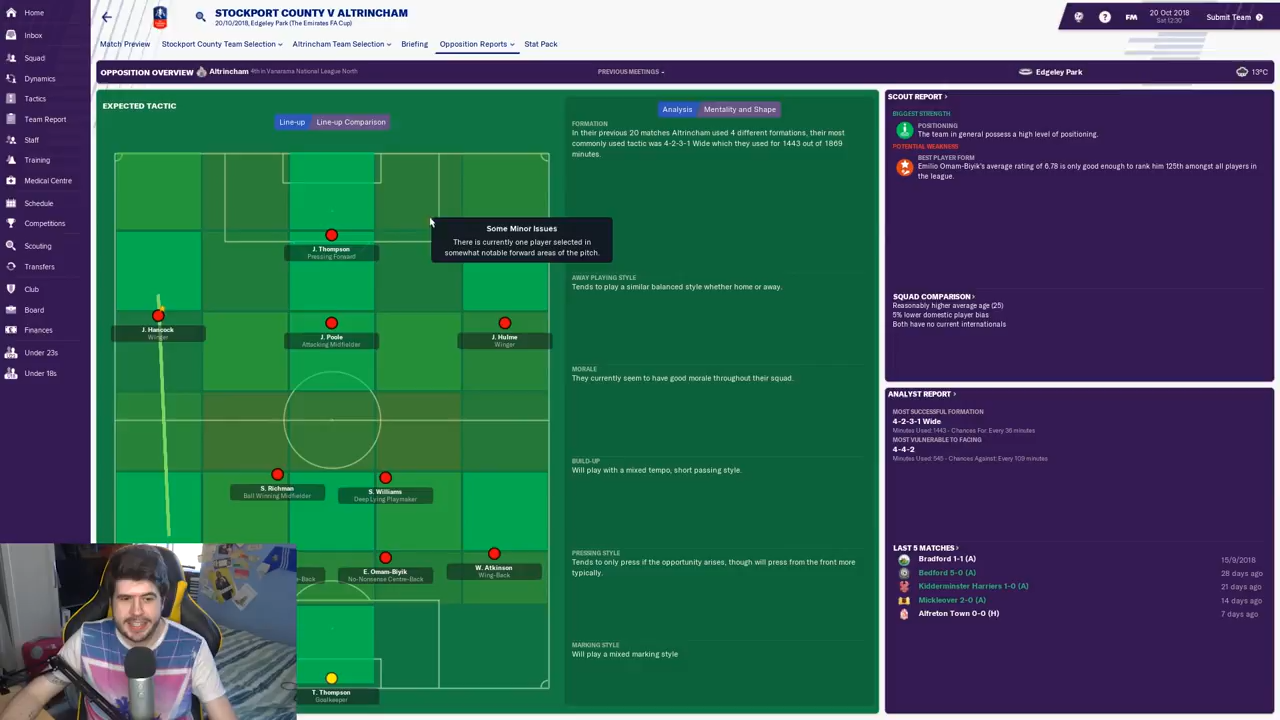 Home
Inbox
Squad
Dynamics
Tactics
Team Report
Staff
Training
Medical Centre
Schedule
Competitions
Scouting
Transfers
Club
Board
Finances
Under 23s
Under 18s
STOCKPORT COUNTY V ALTRINCHAM
20/10/2018, Edgeley Park (The Emirates FA Cup)
FM
20 Oct 2018
Sat 12:30
Submit Team
Match Preview
Stockport County Team Selection
Altrincham Team Selection
Briefing
Opposition Reports
Stat Pack
OPPOSITION OVERVIEW
Altrincham
4th in Vanarama National League North
PREVIOUS MEETINGS -
Edgeley Park
13°C
EXPECTED TACTIC
Line-up
Line-up Comparison
J. Thompson
Pressing Forward
J. Hancock
Winger
J. Poole
Attacking Midfielder
J. Hulme
Winger
S. Richman
Ball Winning Midfielder
S. Williams
Deep Lying Playmaker
E. Omam-Biyik
No-Nonsense Centre-Back
W. Atkinson
Wing-Back
T. Thompson
Goalkeeper
Some Minor Issues
There is currently one player selected in
somewhat notable forward areas of the pitch.
Analysis
Mentality and Shape
FORMATION
In their previous 20 matches Altrincham used 4 different formations, their most
commonly used tactic was 4-2-3-1 Wide which they used for 1443 out of 1869
minutes.
AWAY PLAYING STYLE
Tends to play a similar balanced style whether home or away.
MORALE
They currently seem to have good morale throughout their squad.
BUILD-UP
Will play with a mixed tempo, short passing style.
PRESSING STYLE
Tends to only press if the opportunity arises, though will press from the front more
typically.
MARKING STYLE
Will play a mixed marking style
SCOUT REPORT
BIGGEST STRENGTH
POSITIONING
The team in general possess a high level of positioning.
POTENTIAL WEAKNESS
BEST PLAYER FORM
Emilio Omam-Biyik's average rating of 6.78 is only good enough to rank him 125th amongst all players in
the league.
SQUAD COMPARISON
Reasonably higher average age (25)
5% lower domestic player bias
Both have no current internationals
ANALYST REPORT
MOST SUCCESSFUL FORMATION
4-2-3-1 Wide
Minutes Used: 1443 - Chances For: Every 36 minutes
MOST VULNERABLE TO FACING
4-4-2
Minutes Used: 545 - Chances Against: Every 109 minutes
LAST 5 MATCHES
Bradford 1-1 (A)
15/9/2018
Bedford 5-0 (A)
28 days ago
Kidderminster Harriers 1-0 (A)
21 days ago
Mickleover 2-0 (A)
14 days ago
Alfreton Town 0-0 (H)
7 days ago